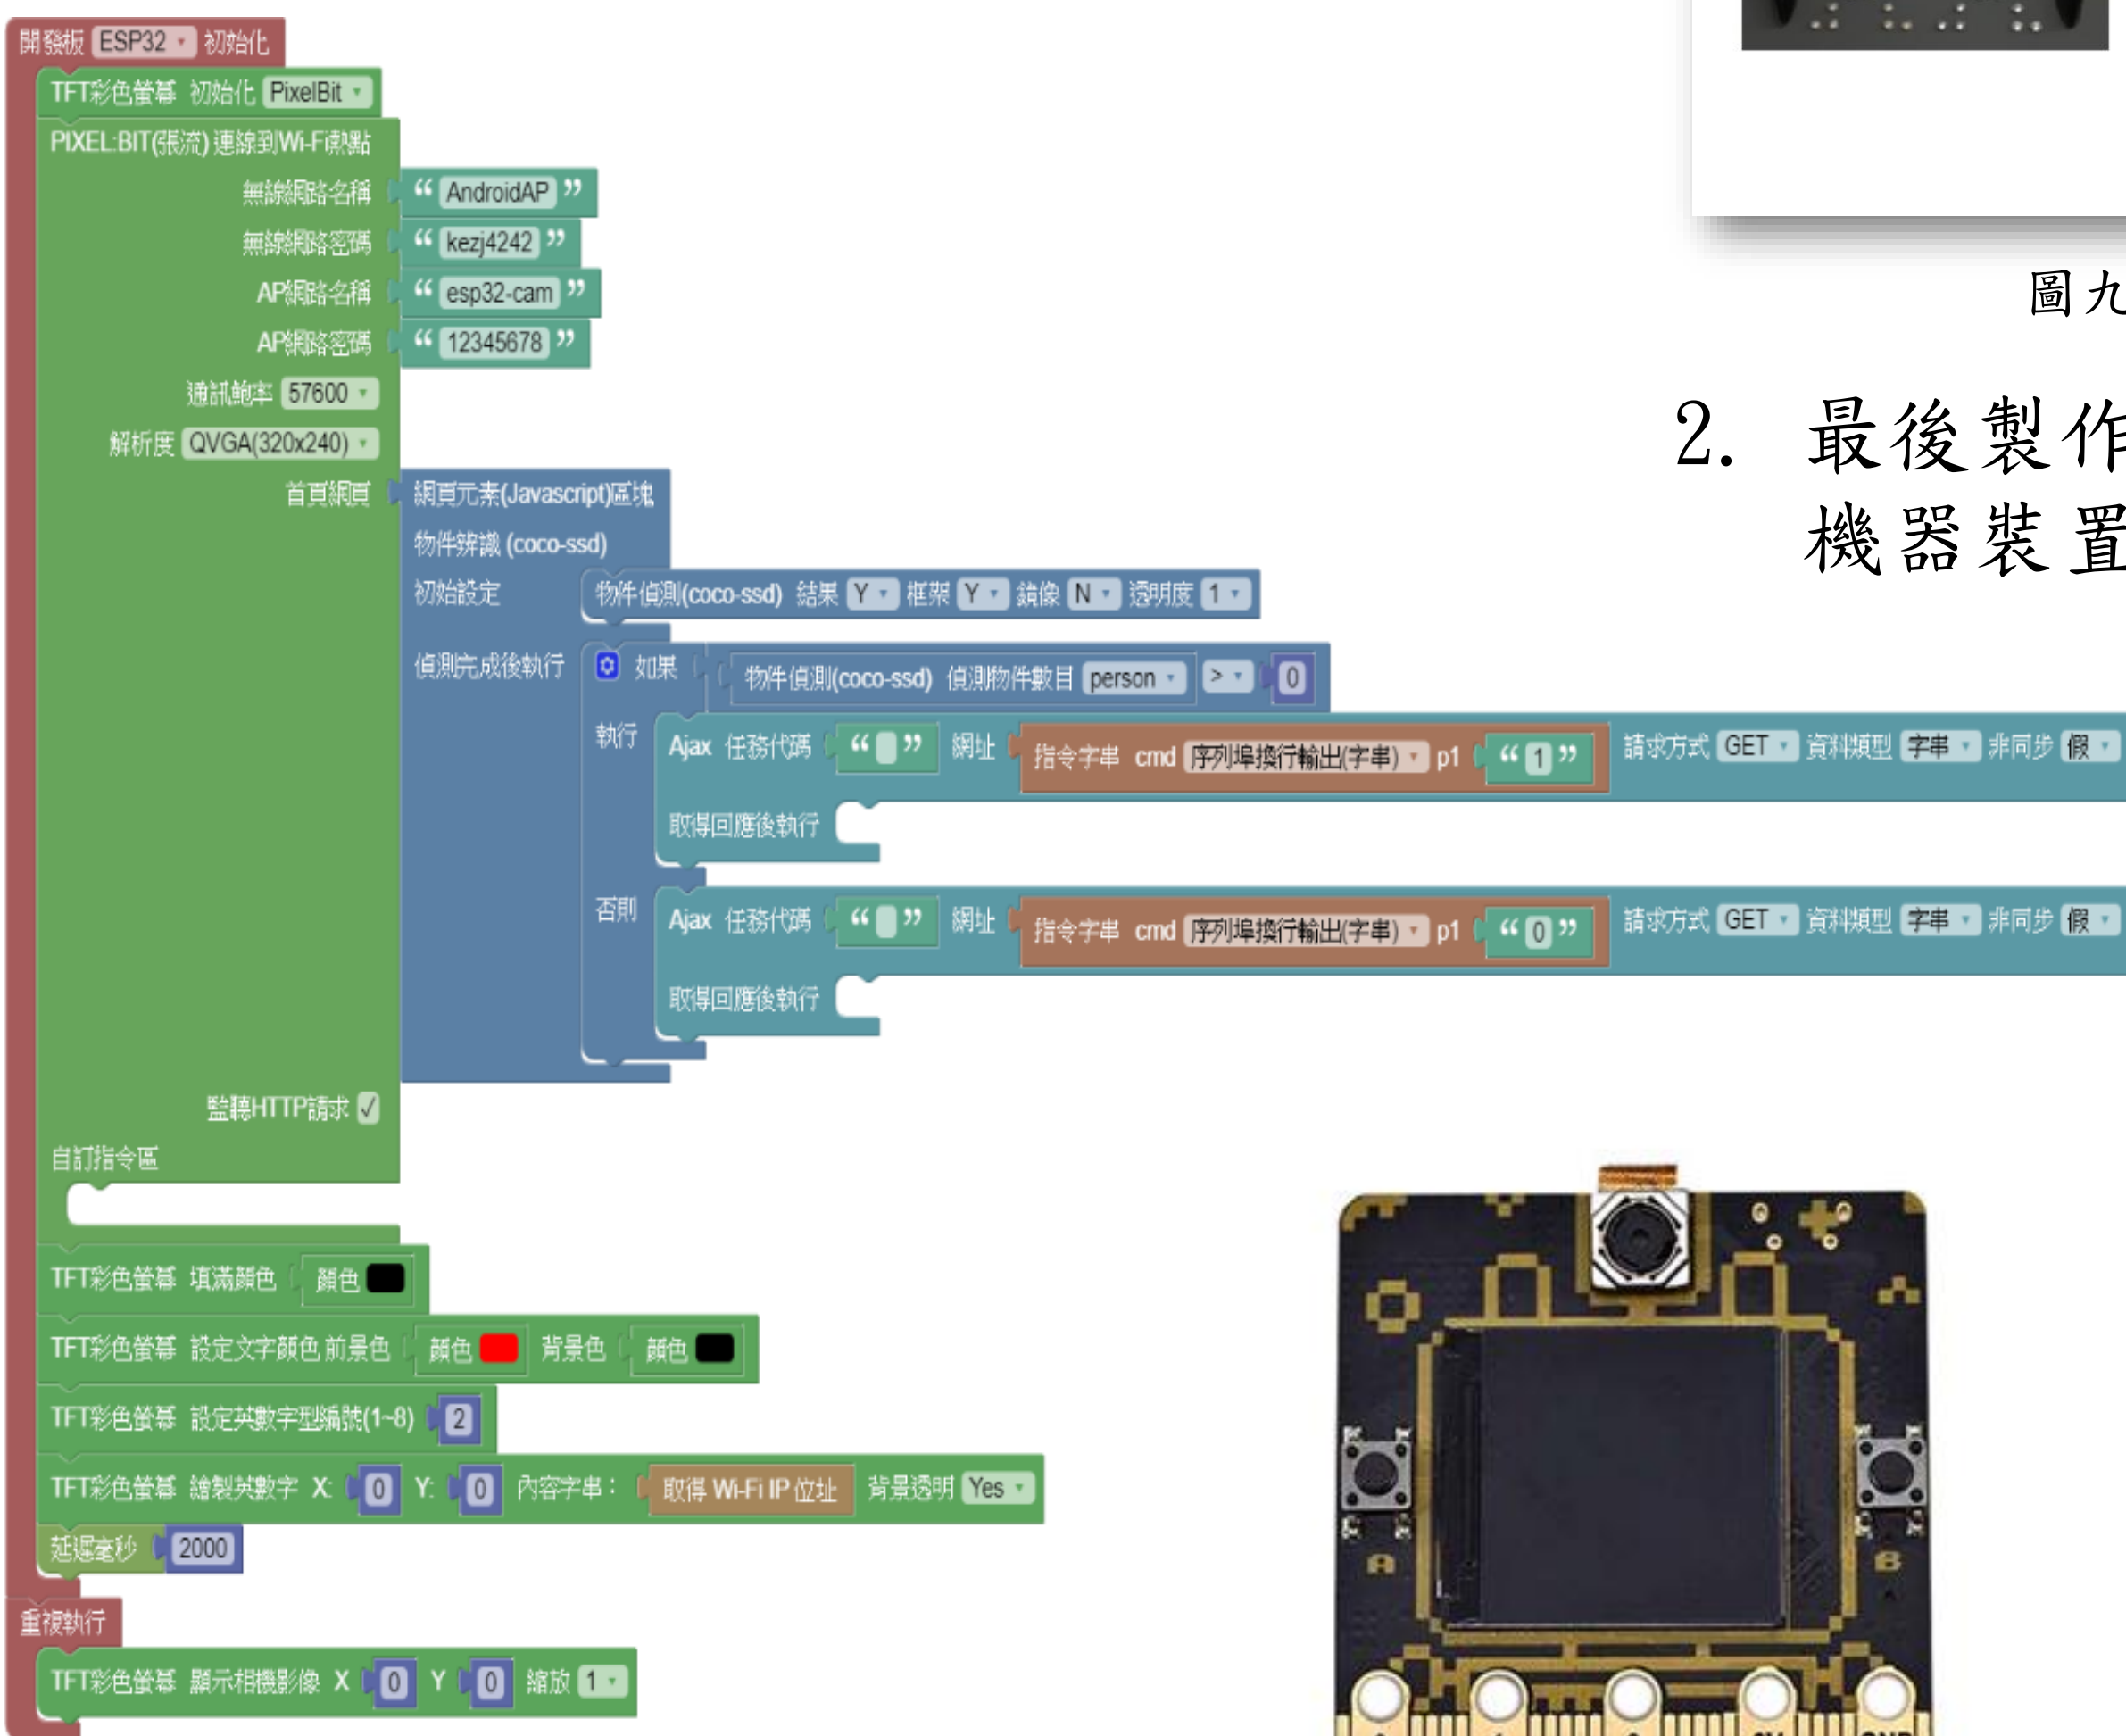 開發板 ESP32 初始化
TFT彩色螢幕 初始化 PixelBit
PIXEL:BIT(張流) 連線到Wi-Fi熱點
無線網路名稱 “ AndroidAP ”
無線網路密碼 “ kezj4242 ”
AP網路名稱 “ esp32-cam ”
AP網路密碼 “ 12345678 ”
通訊鮑率 57600
解析度 QVGA(320x240)
首頁網頁 網頁元素(Javascript)區塊
物件辨識 (coco-ssd)
初始設定 物件偵測(coco-ssd) 結果 Y 框架 Y 鏡像 N 透明度 1
偵測完成後執行 如果 物件偵測(coco-ssd) 偵測物件數目 person > 0
執行 Ajax 任務代碼 “ ” 網址 指令字串 cmd 序列埠換行輸出(字串) p1 “ 1 ” 請求方式 GET 資料類型 字串 非同步 假
取得回應後執行
否則 Ajax 任務代碼 “ ” 網址 指令字串 cmd 序列埠換行輸出(字串) p1 “ 0 ” 請求方式 GET 資料類型 字串 非同步 假
取得回應後執行
監聽HTTP請求 ✓
自訂指令區
TFT彩色螢幕 填滿顏色 顏色
TFT彩色螢幕 設定文字顏色 前景色 顏色 背景色 顏色
TFT彩色螢幕 設定英數字型編號(1~8) 2
TFT彩色螢幕 繪製英數字 X: 0 Y: 0 內容字串： 取得 Wi-Fi IP 位址 背景透明 Yes
延遲毫秒 2000
重複執行
TFT彩色螢幕 顯示相機影像 X 0 Y 0 縮放 1
圖九
2. 最後製作
機器裝置
A B